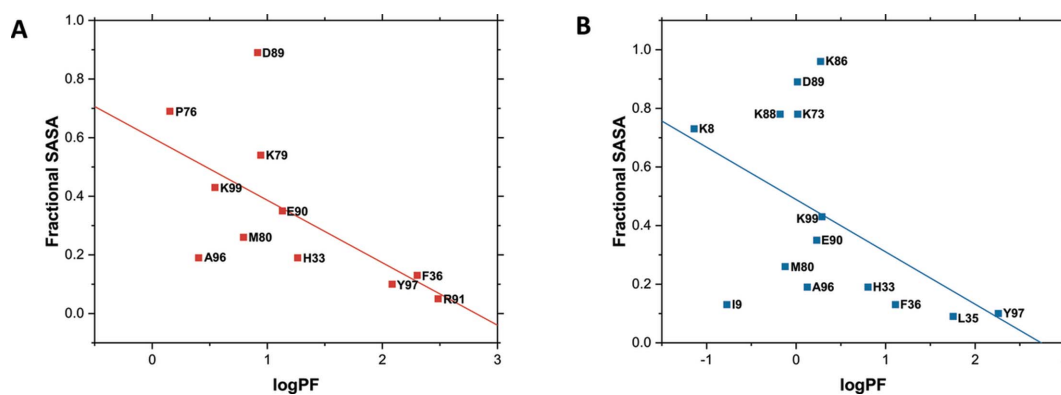 A
1.0
0.8
0.6
0.4
0.2
0.0
Fractional SASA
D89
P76
K79
K99
E90
M80
A96
H33
F36
Y97
R91
0
1
2
3
logPF
B
1.0
0.8
0.6
0.4
0.2
0.0
Fractional SASA
K86
D89
K88
K73
K8
K99
E90
M80
A96
H33
I9
F36
L35
Y97
-1
0
1
2
logPF